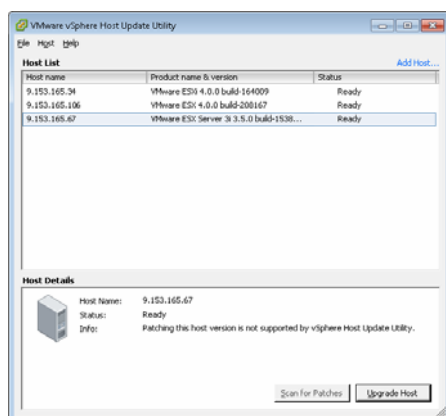 VMware vSphere Host Update Utility
File Host Help
Host List Add Host...
Host name Product name & version Status
9.153.165.34 VMware ESXi 4.0.0 build-164009 Ready
9.153.165.106 VMware ESX 4.0.0 build-208167 Ready
9.153.165.67 VMware ESX Server 3i 3.5.0 build-1538... Ready
Host Details
Host Name: 9.153.165.67
Status: Ready
Info: Patching this host version is not supported by vSphere Host Update Utility.
Scan for Patches Upgrade Host